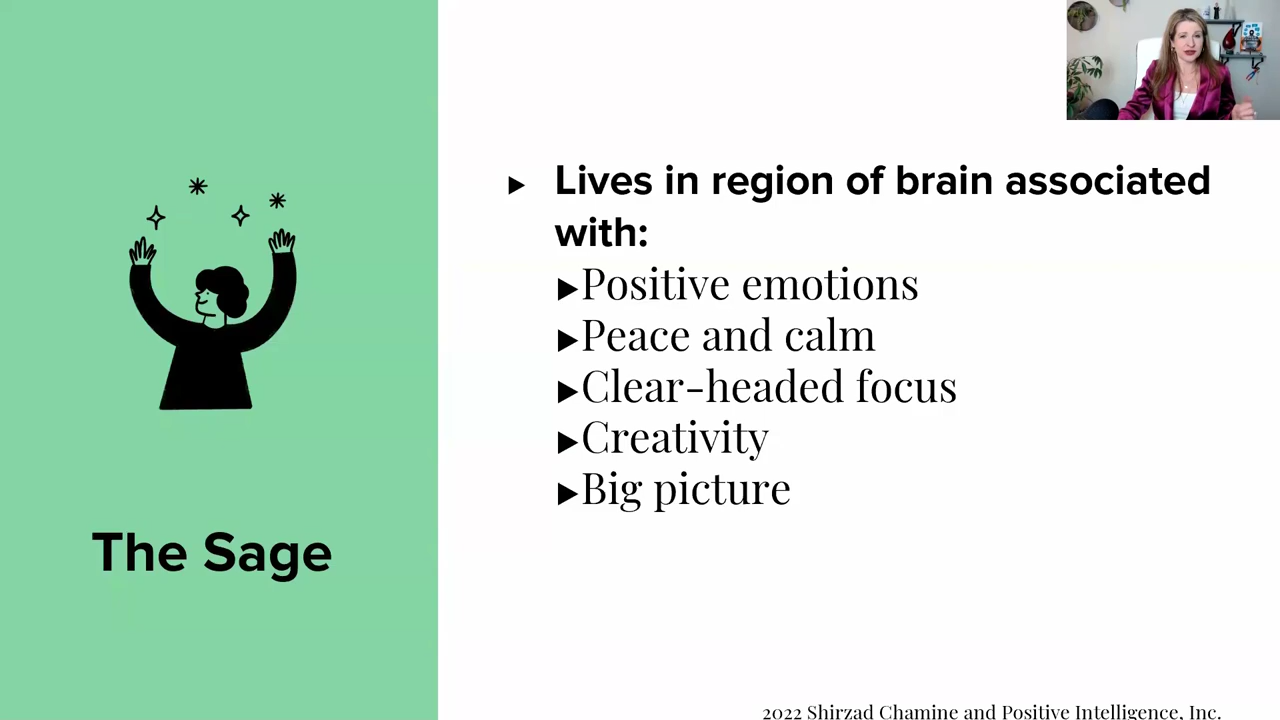 The Sage
▶ Lives in region of brain associated
with:
▶Positive emotions
▶Peace and calm
▶Clear-headed focus
▶Creativity
▶Big picture
2022 Shirzad Chamine and Positive Intelligence, Inc.